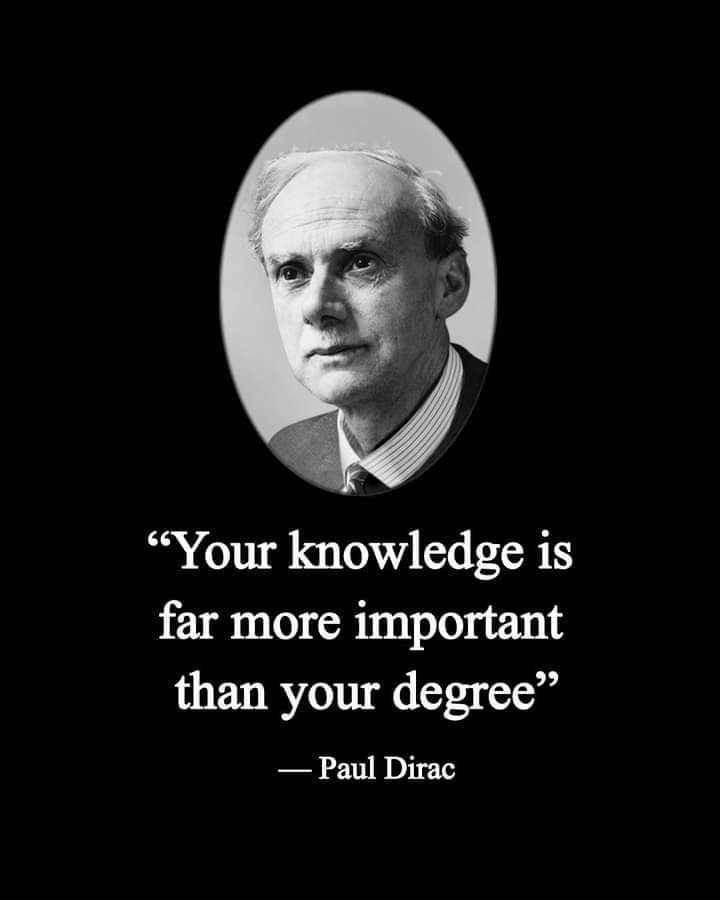 “Your knowledge is
far more important
than your degree”
— Paul Dirac